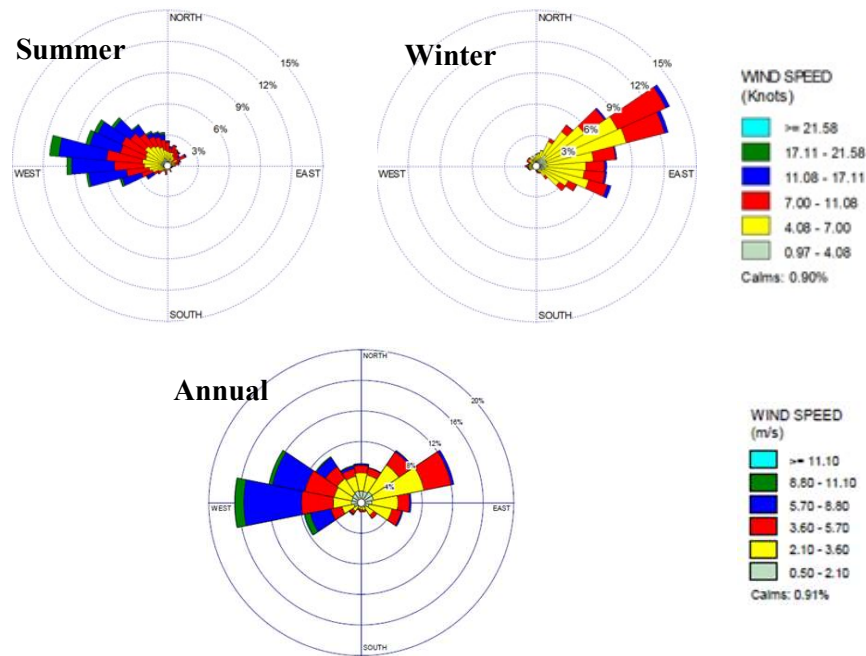 Summer
NORTH
15%
12%
9%
6%
3%
WEST
EAST
SOUTH
Winter
NORTH
15%
12%
9%
6%
3%
WEST
EAST
SOUTH
WIND SPEED
(Knots)
>= 21.58
17.11 - 21.58
11.08 - 17.11
7.00 - 11.08
4.08 - 7.00
0.97 - 4.08
Calms: 0.90%
Annual
NORTH
20%
16%
12%
8%
4%
WEST
EAST
SOUTH
WIND SPEED
(m/s)
>= 11.10
8.80 - 11.10
5.70 - 8.80
3.60 - 5.70
2.10 - 3.60
0.50 - 2.10
Calms: 0.91%